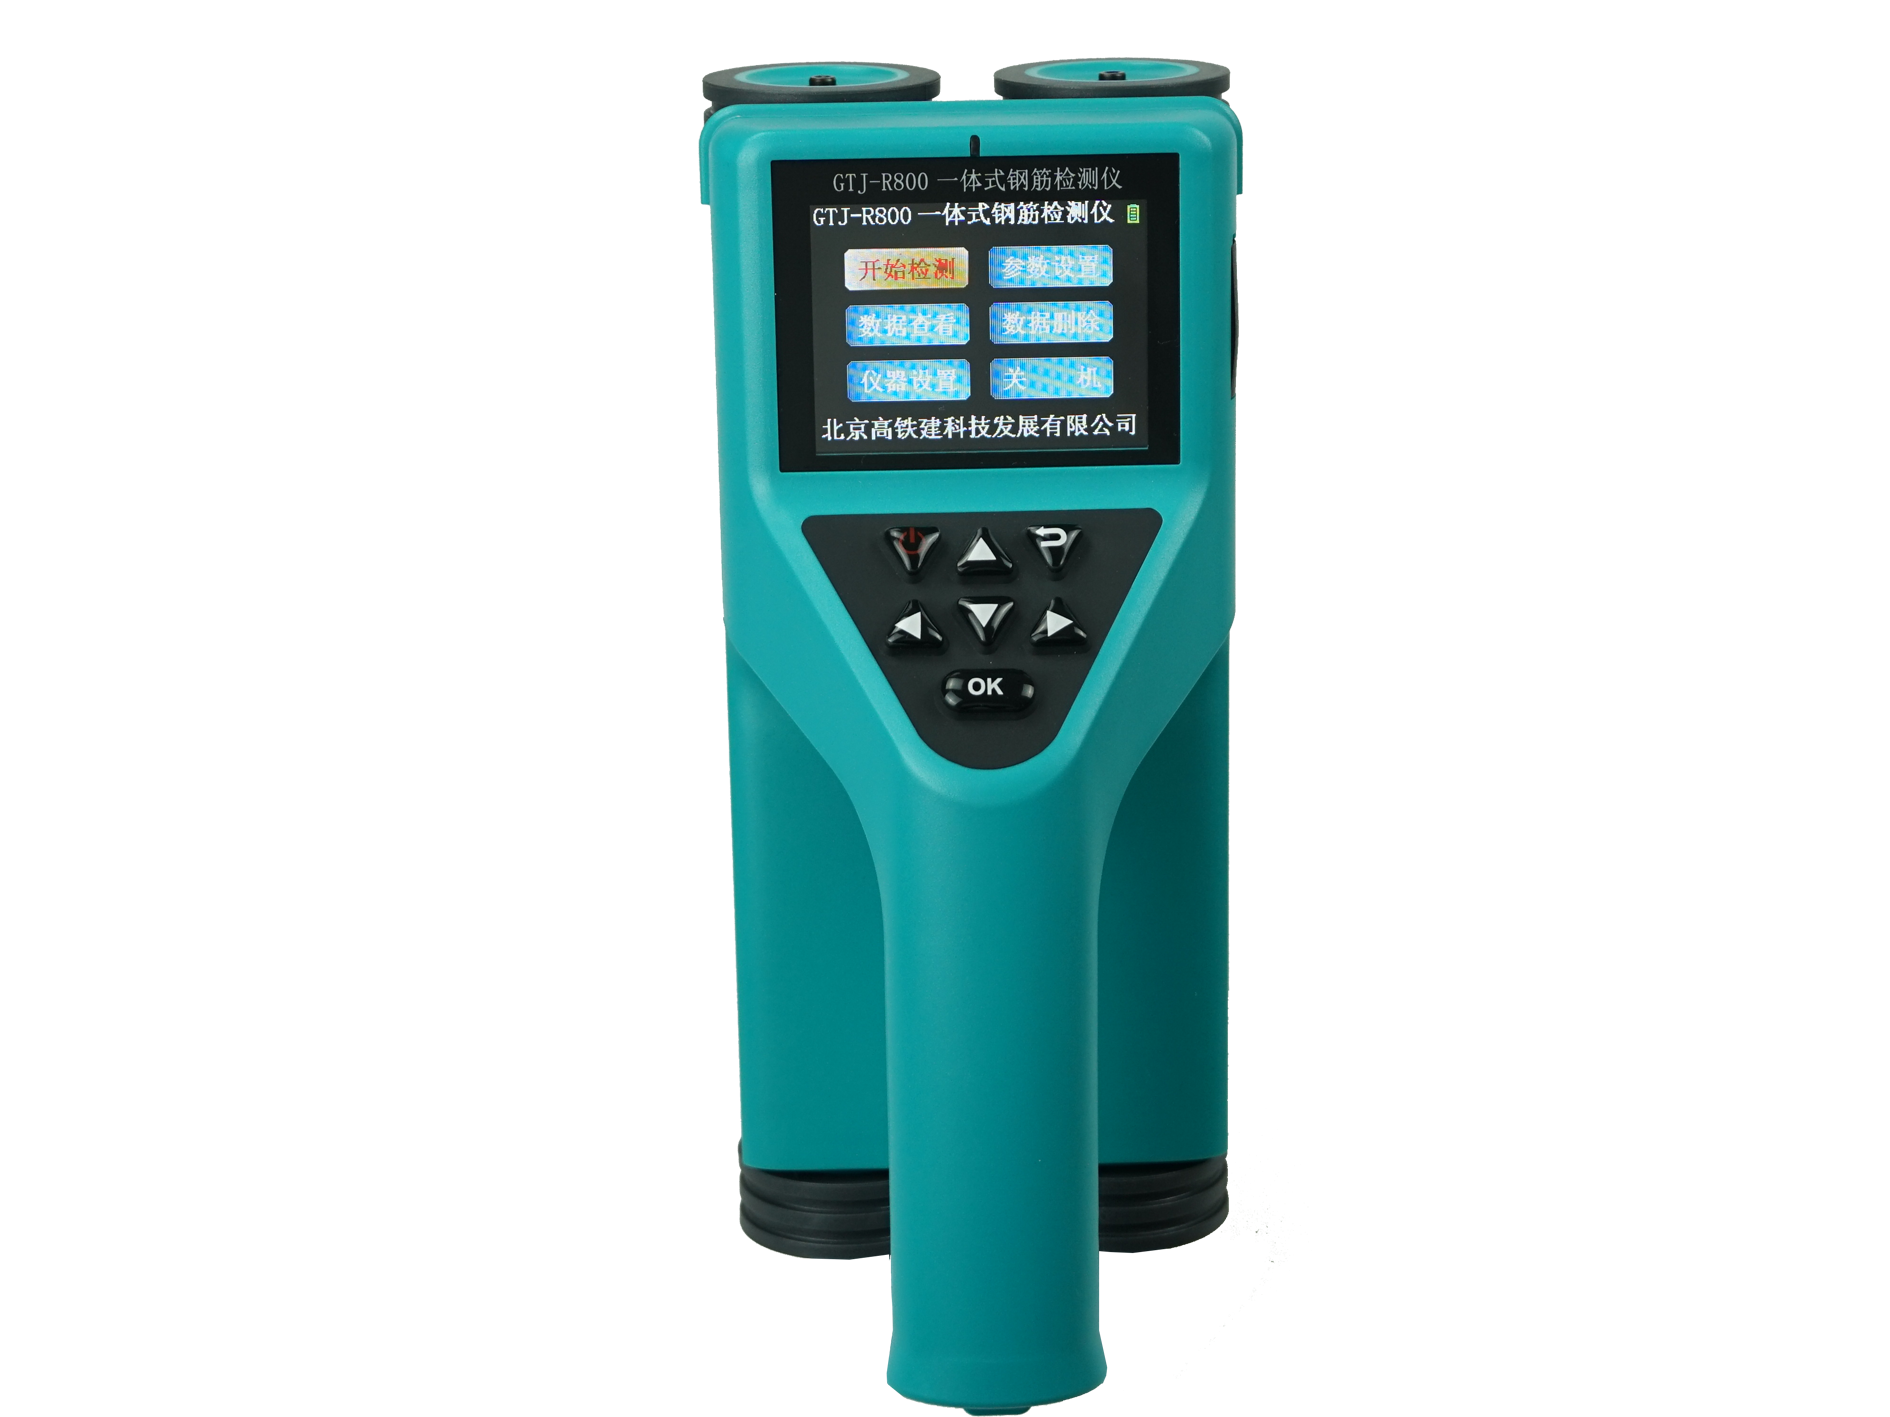 GTJ-R800 一体式钢筋检测仪
GTJ-R800 一体式钢筋检测仪
开始检测 参数设置
数据查看 数据删除
仪器设置 关 机
北京高铁建科技发展有限公司
OK